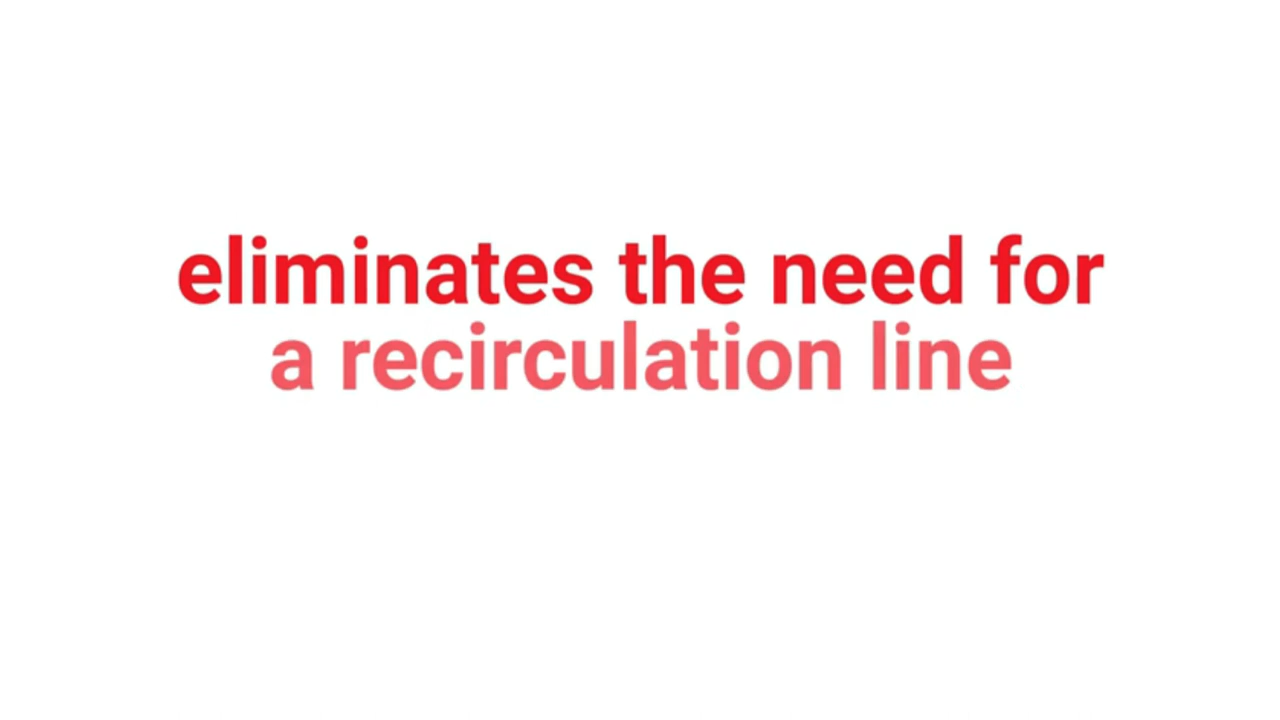 eliminates the need for
a recirculation line